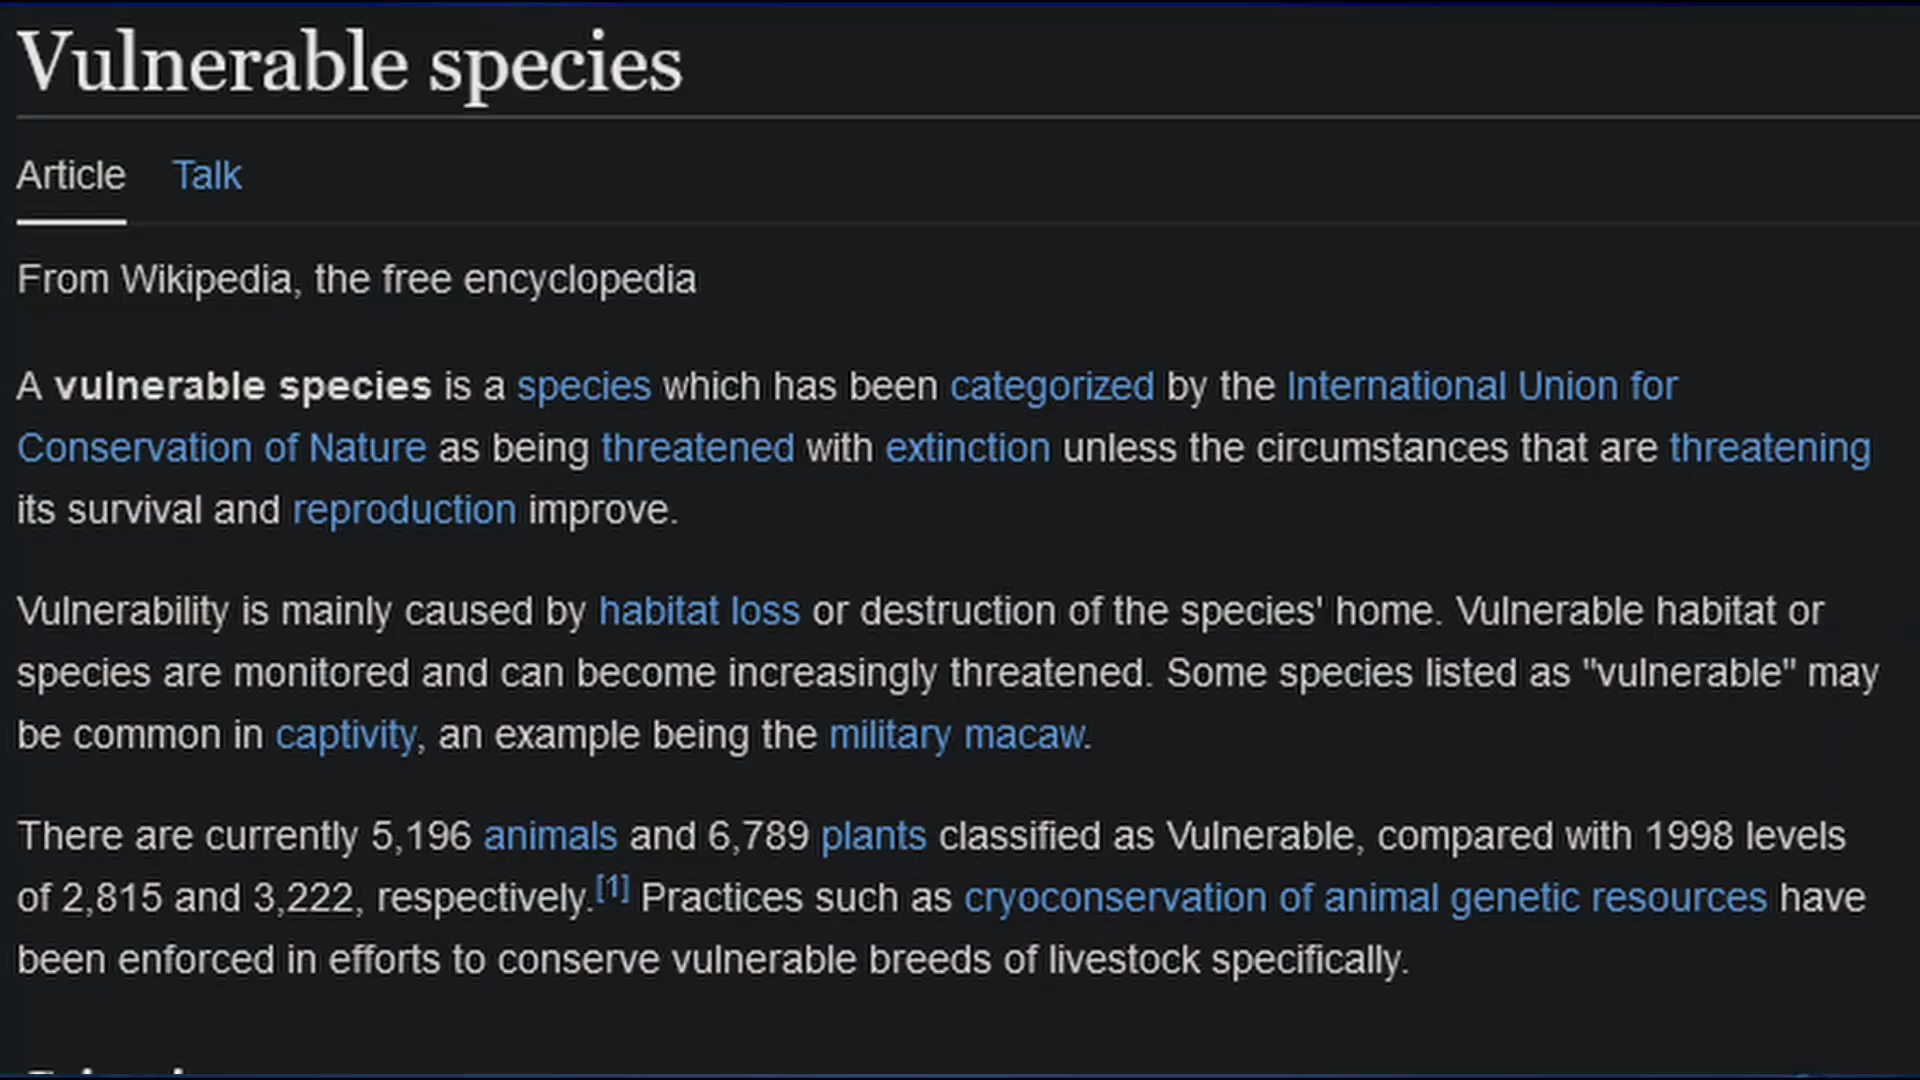 Vulnerable species
Article Talk
From Wikipedia, the free encyclopedia
A vulnerable species is a species which has been categorized by the International Union for
Conservation of Nature as being threatened with extinction unless the circumstances that are threatening
its survival and reproduction improve.
Vulnerability is mainly caused by habitat loss or destruction of the species' home. Vulnerable habitat or
species are monitored and can become increasingly threatened. Some species listed as "vulnerable" may
be common in captivity, an example being the military macaw.
There are currently 5,196 animals and 6,789 plants classified as Vulnerable, compared with 1998 levels
of 2,815 and 3,222, respectively.[1] Practices such as cryoconservation of animal genetic resources have
been enforced in efforts to conserve vulnerable breeds of livestock specifically.